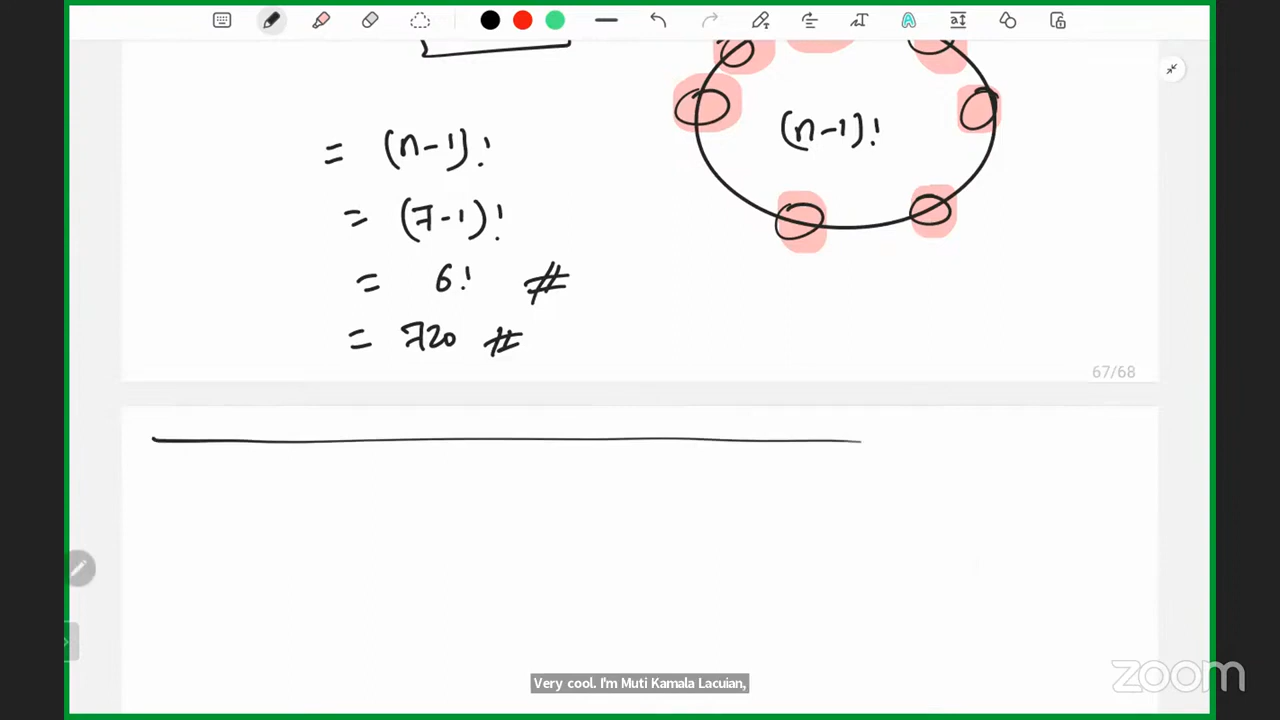 (n-1)!
= (n-1)!
= (7-1)!
= 6! #
= 720 #
67/68
Very cool. I'm Muti Kamala Lacuian,
zoom